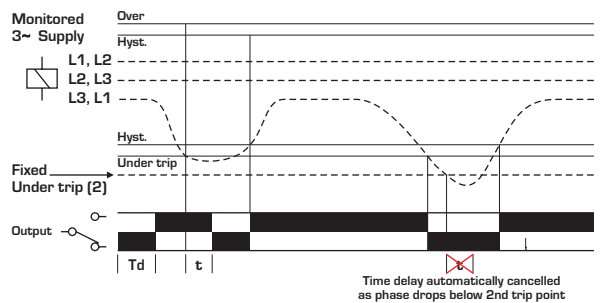 Monitored
3~ Supply
Over
Hyst.
L1, L2
L2, L3
L3, L1
Hyst.
Under trip
Fixed
Under trip (2)
Output
Td
t
t
Time delay automatically cancelled
as phase drops below 2nd trip point